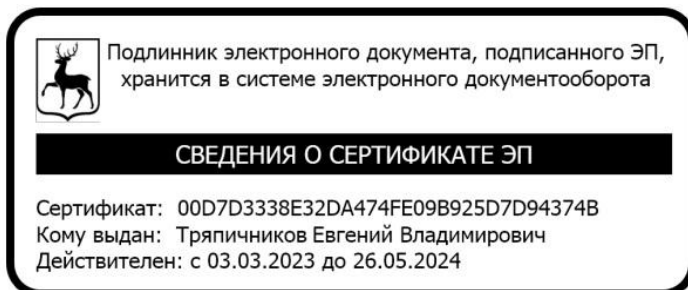 Подлинник электронного документа, подписанного ЭП,
хранится в системе электронного документооборота
СВЕДЕНИЯ О СЕРТИФИКАТЕ ЭП
Сертификат: 00D7D3338E32DA474FE09B925D7D94374B
Кому выдан: Тряпичников Евгений Владимирович
Действителен: с 03.03.2023 до 26.05.2024